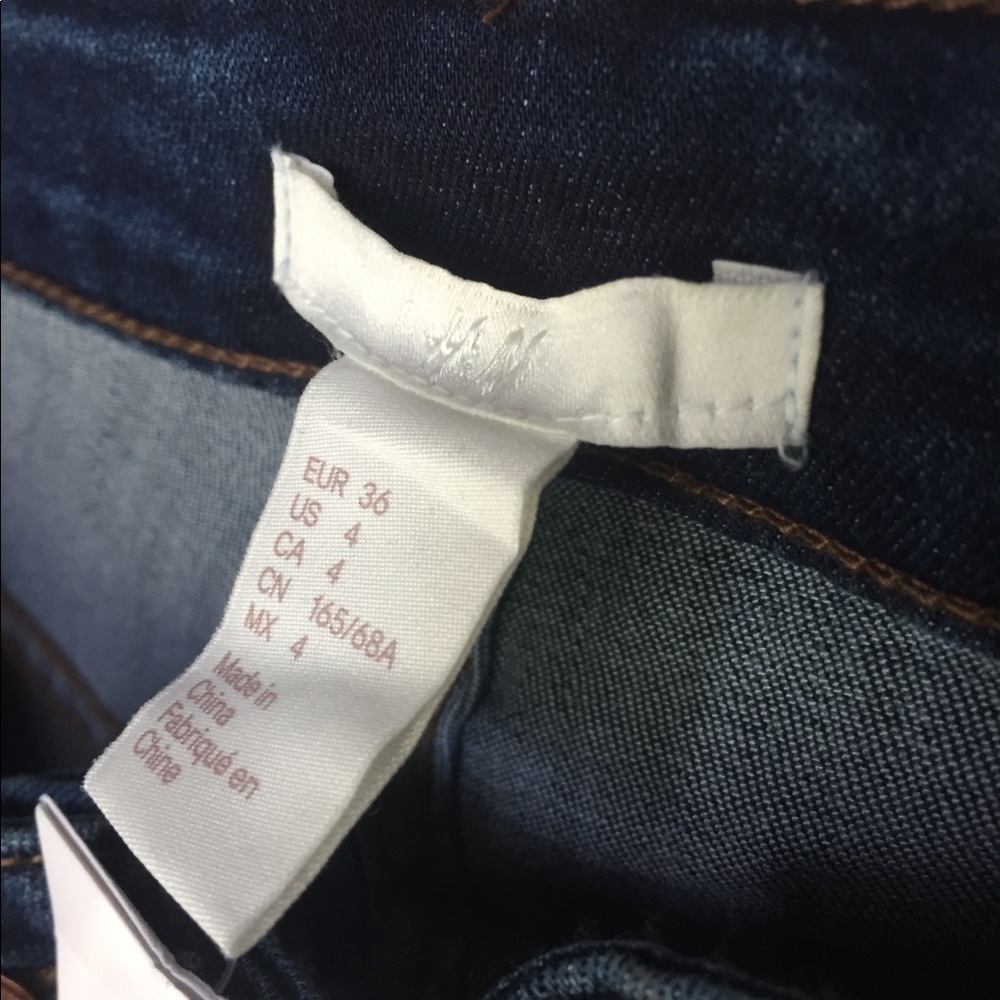 H&M
EUR 36
US 4
CA 4
CN 165/68A
MX 4
Made in
China
Fabriqué en
Chine